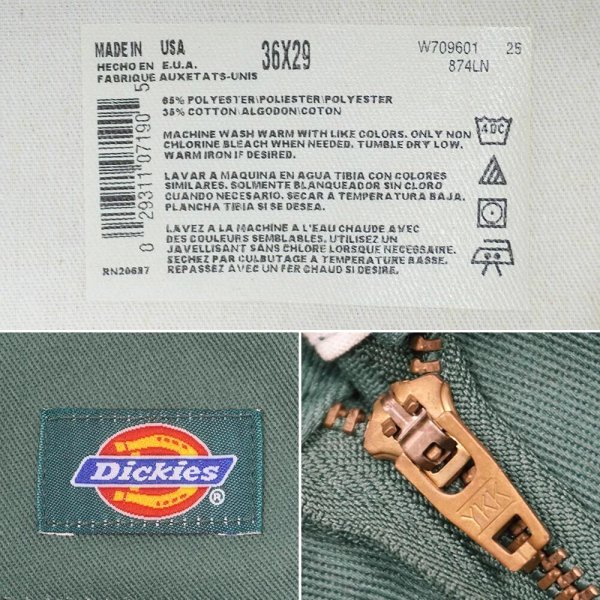 MADE IN USA 36X29 W709601 25
HECHO EN E.U.A. 874LN
FABRIQUE AUX ETATS-UNIS
65% POLYESTER\POLIESTER\POLYESTER
35% COTTON\ALGODON\COTON
MACHINE WASH WARM WITH LIKE COLORS. ONLY NON
CHLORINE BLEACH WHEN NEEDED. TUMBLE DRY LOW.
WARM IRON IF DESIRED.
LAVAR A MAQUINA EN AGUA TIBIA CON COLORES
SIMILARES. SOLMENTE BLANQUEADOR SIN CLORO
CUANDO NECESARIO. SECAR A TEMPERATURA BAJA.
PLANCHA TIBIA SI SE DESEA.
LAVEZ A LA MACHINE A L'EAU CHAUDE AVEC
DES COULEURS SEMBLABLES. UTILISEZ UN
JAVELLISANT SANS CHLORE LORSQUE NECESSAIRE.
SECHEZ PAR CULBUTAGE A TEMPERATURE BASSE.
REPASSEZ AVEC UN FER CHAUD SI DESIRE.
0 29311 07190 5
RN20697
40C
Dickies ®
YKK